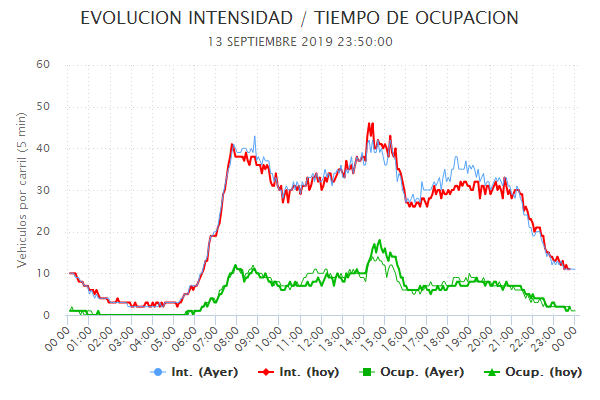 EVOLUCION INTENSIDAD / TIEMPO DE OCUPACION
13 SEPTIEMBRE 2019 23:50:00
Vehiculos por carril (5 min)
60
50
40
30
20
10
0
00:00 01:00 02:00 03:00 04:00 05:00 06:00 07:00 08:00 09:00 10:00 11:00 12:00 13:00 14:00 15:00 16:00 17:00 18:00 19:00 20:00 21:00 22:00 23:00 00:00
Int. (Ayer) Int. (hoy) Ocup. (Ayer) Ocup. (hoy)